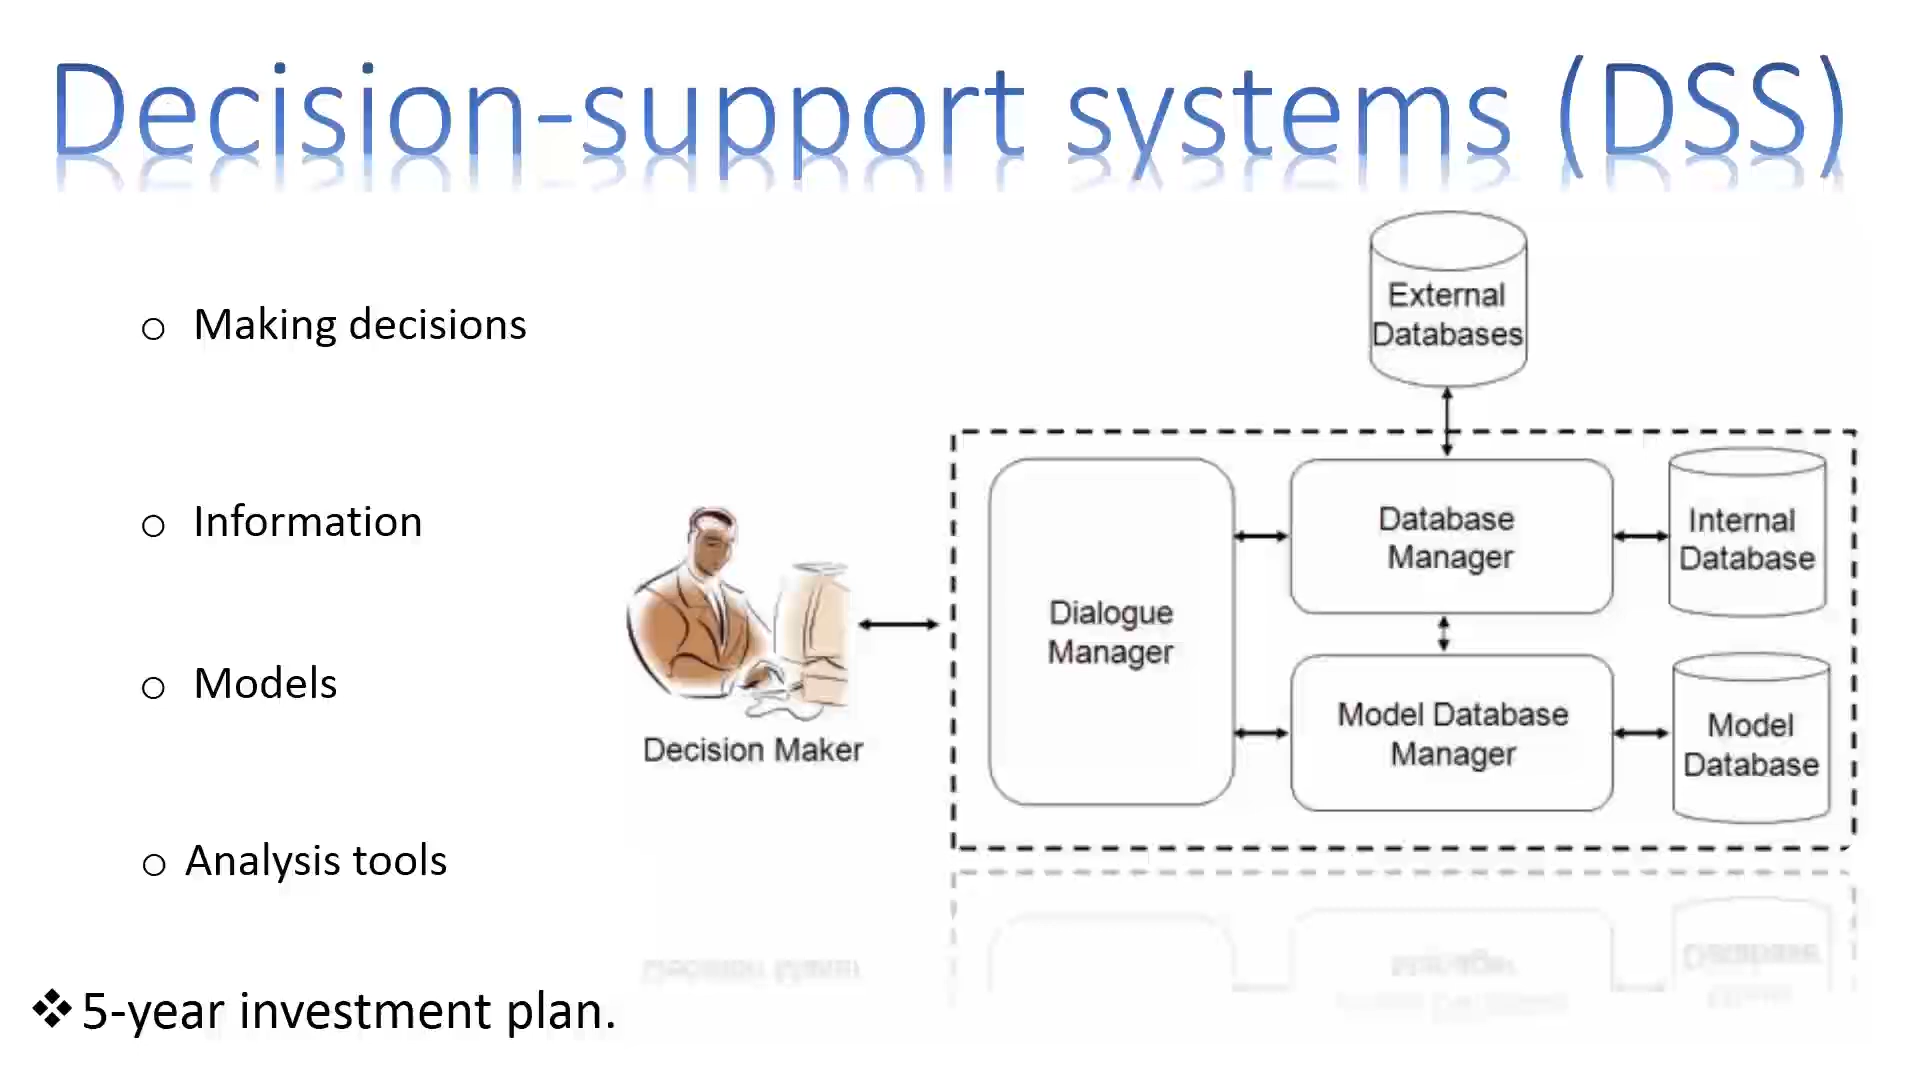 Decision-support systems (DSS)
o Making decisions
o Information
o Models
o Analysis tools
❖ 5-year investment plan.
External
Databases
Database
Manager
Internal
Database
Dialogue
Manager
Model Database
Manager
Model
Database
Decision Maker